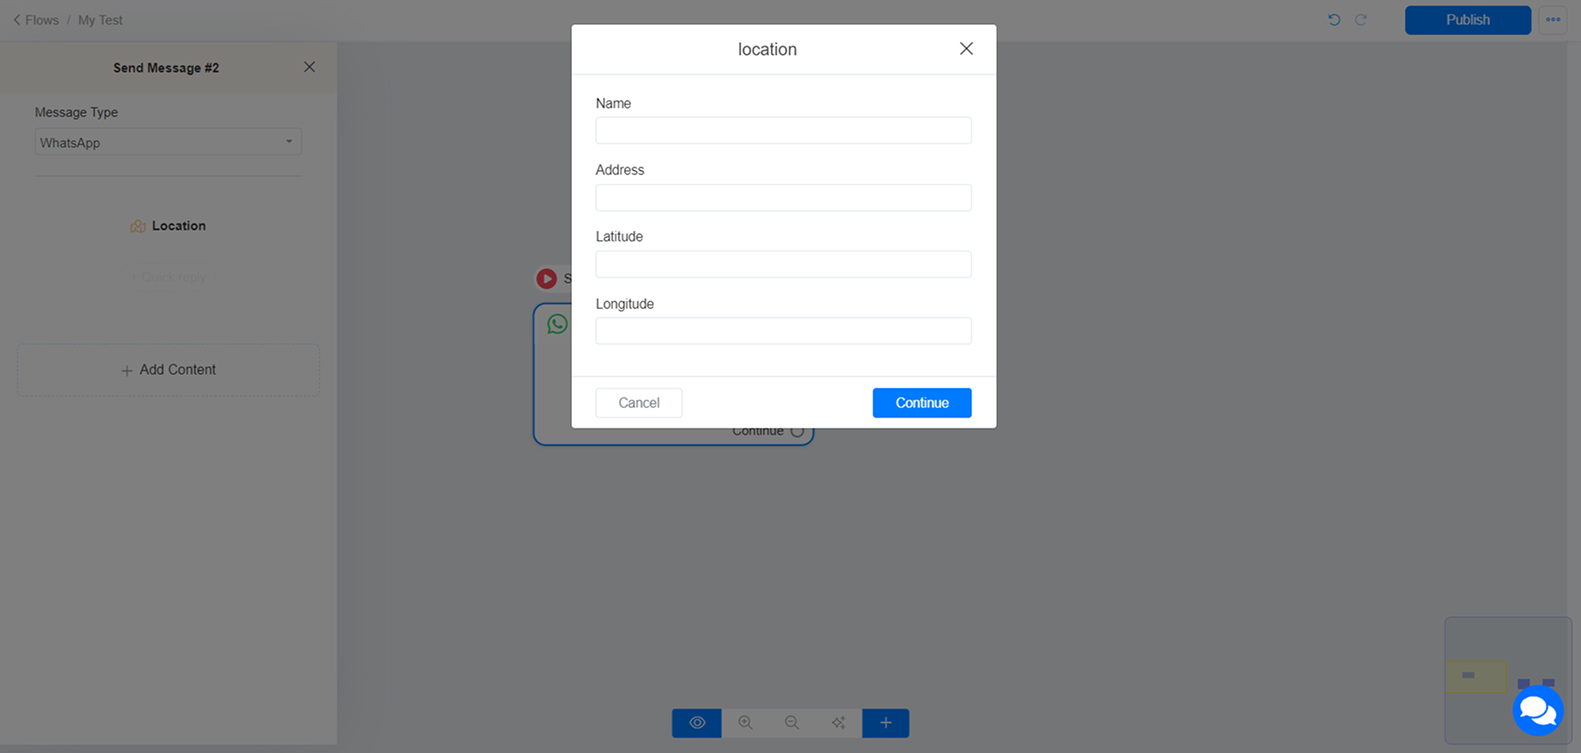 Flows / My Test
Publish
Send Message #2
Message Type
WhatsApp
Location
+ Quick reply
+ Add Content
S
Continue
location
Name
Address
Latitude
Longitude
Cancel
Continue